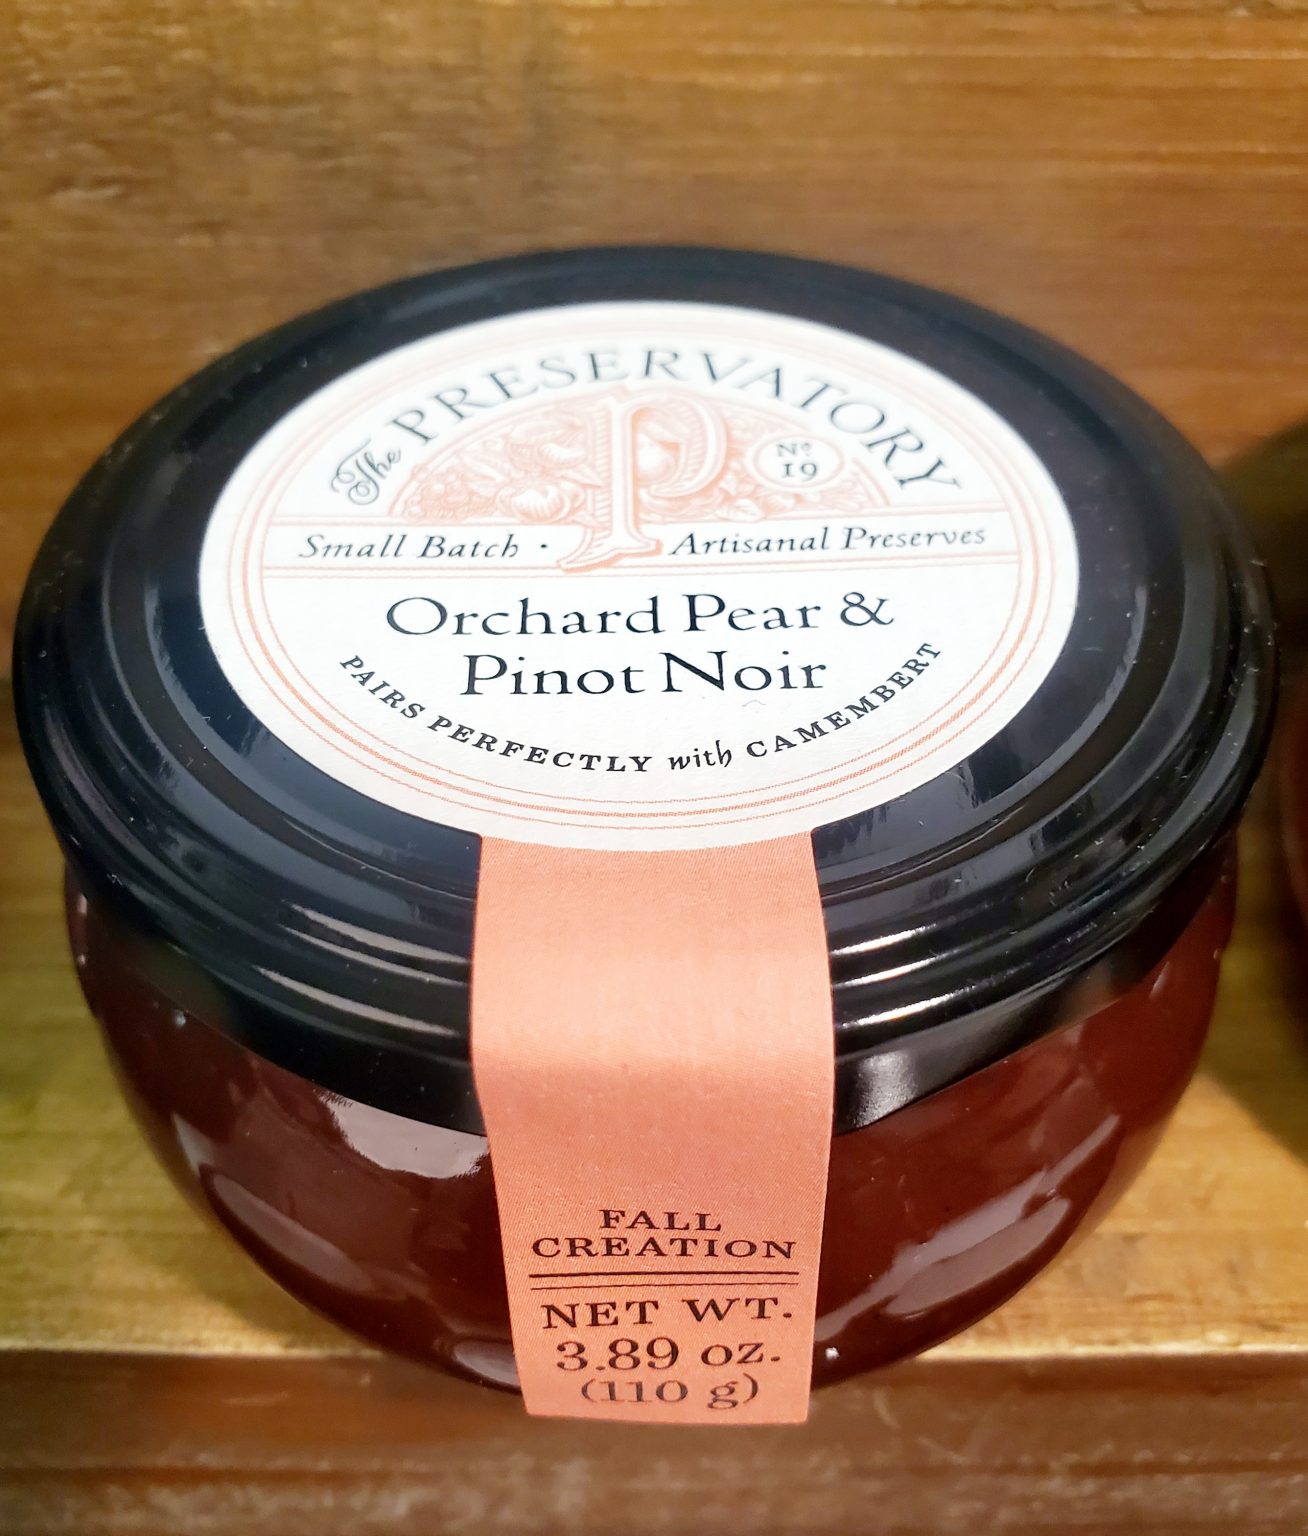 The PRESERVATORY
Nº
19
P
Small Batch · Artisanal Preserves
Orchard Pear &
Pinot Noir
PAIRS PERFECTLY with CAMEMBERT
FALL
CREATION
NET WT.
3.89 oz.
(110 g)